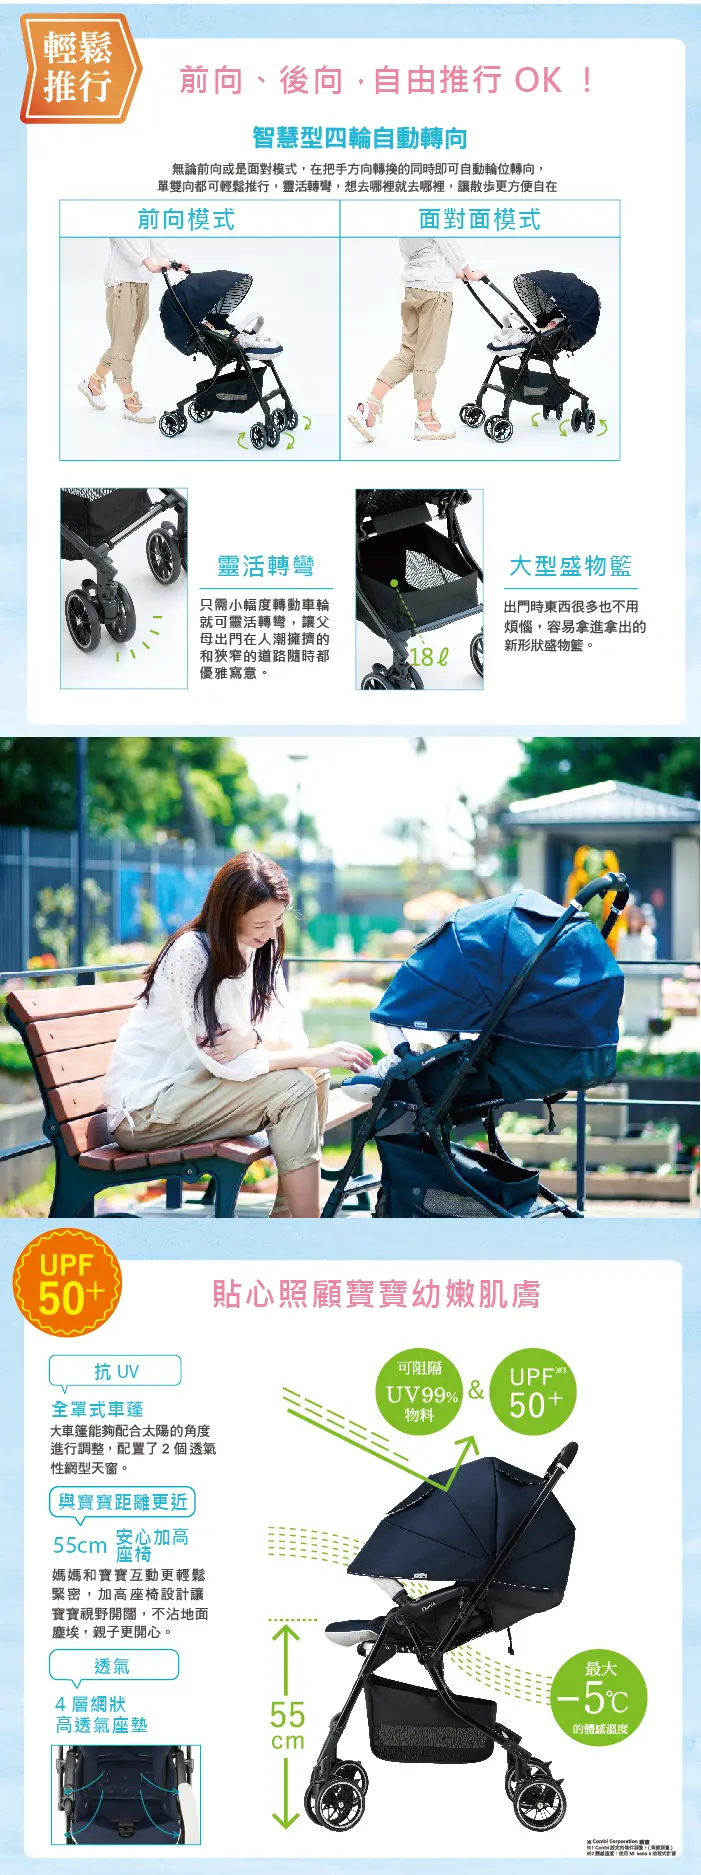 輕鬆
推行
前向、後向，自由推行 OK ！
智慧型四輪自動轉向
無論前向或是面對模式，在把手方向轉換的同時即可自動輪位轉向，
單雙向都可輕鬆推行，靈活轉彎，想去哪裡就去哪裡，讓散步更方便自在
前向模式
面對面模式
靈活轉彎
只需小幅度轉動車輪
就可靈活轉彎，讓父
母出門在人潮擁擠的
和狹窄的道路隨時都
優雅寫意。
18ℓ
大型盛物籃
出門時東西很多也不用
煩惱，容易拿進拿出的
新形狀盛物籃。
Combi
UPF
50+
貼心照顧寶寶幼嫩肌膚
抗 UV
全罩式車蓬
大車篷能夠配合太陽的角度
進行調整，配置了 2 個透氣
性網型天窗。
與寶寶距離更近
55cm 安心加高
座椅
媽媽和寶寶互動更輕鬆
緊密，加高座椅設計讓
寶寶視野開闊，不沾地面
塵埃，親子更開心。
透氣
4 層網狀
高透氣座墊
可阻隔
UV99%
物料
&
UPF※1
50+
55
cm
最大
−5℃
的體感溫度
※ Combi Corporation 調查